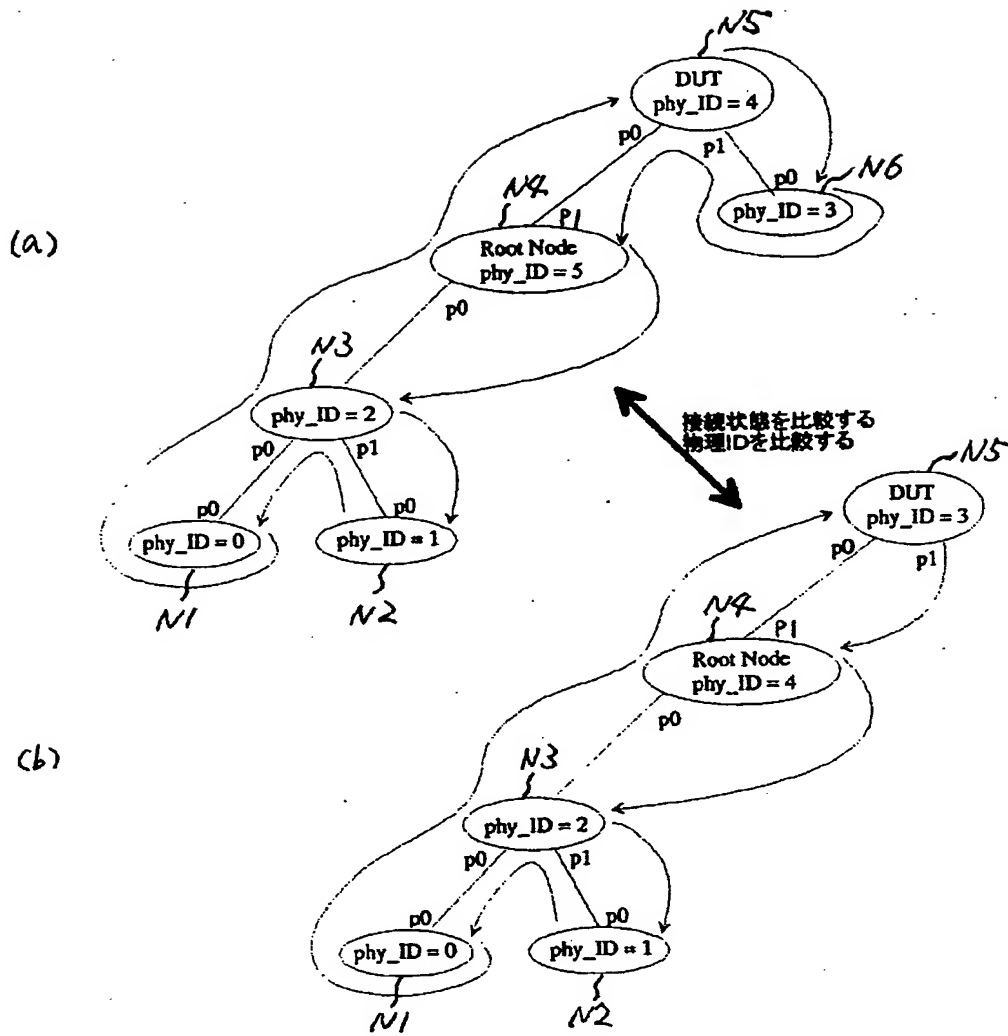 N5
DUT
phy_ID = 4
p0
p1
p0
N6
phy_ID = 3
N4
P1
(a)
Root Node
phy_ID = 5
p0
N3
phy_ID = 2
p0
p1
接続状態を比較する
物理IDを比較する
N5
DUT
phy_ID = 3
p0
p0
phy_ID = 0
phy_ID = 1
p0
p1
N1
N2
N4
P1
Root Node
phy_ID = 4
p0
(b)
N3
phy_ID = 2
p0
p1
p0
p0
phy_ID = 0
phy_ID = 1
N1
N2